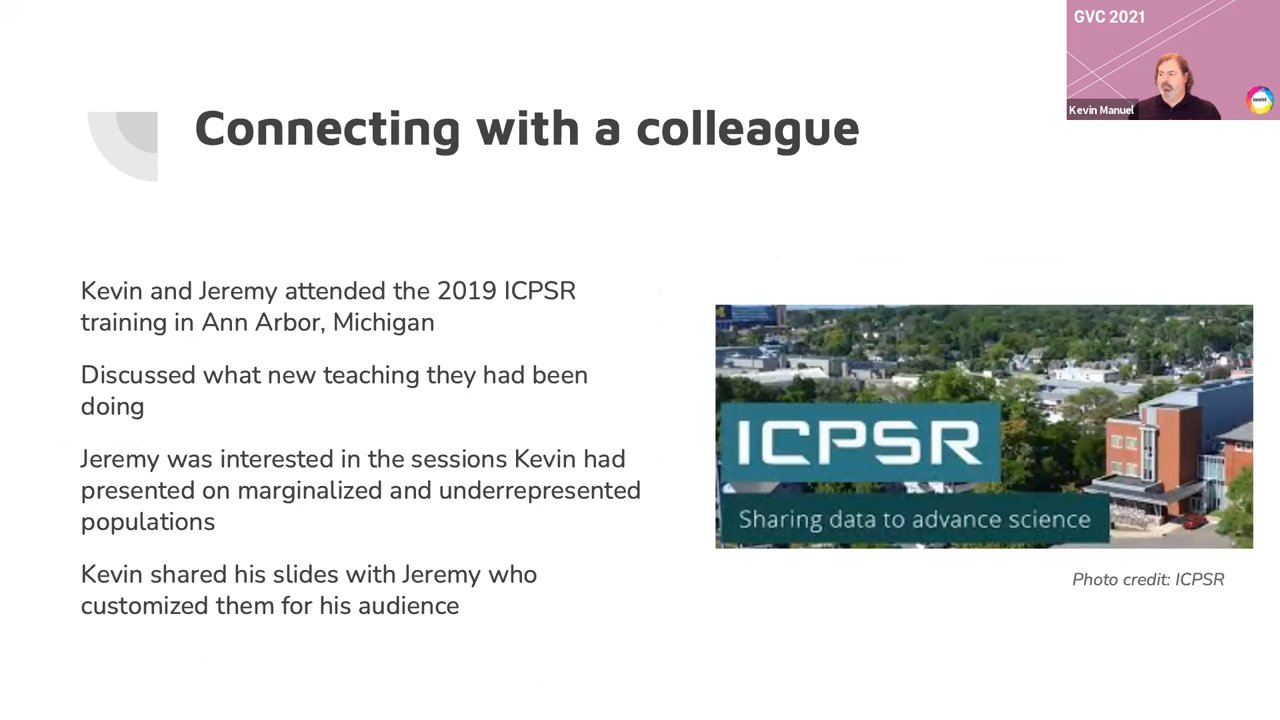 GVC 2021
Kevin Manuel
Connecting with a colleague
Kevin and Jeremy attended the 2019 ICPSR
training in Ann Arbor, Michigan
Discussed what new teaching they had been
doing
Jeremy was interested in the sessions Kevin had
presented on marginalized and underrepresented
populations
Kevin shared his slides with Jeremy who
customized them for his audience
ICPSR
Sharing data to advance science
Photo credit: ICPSR